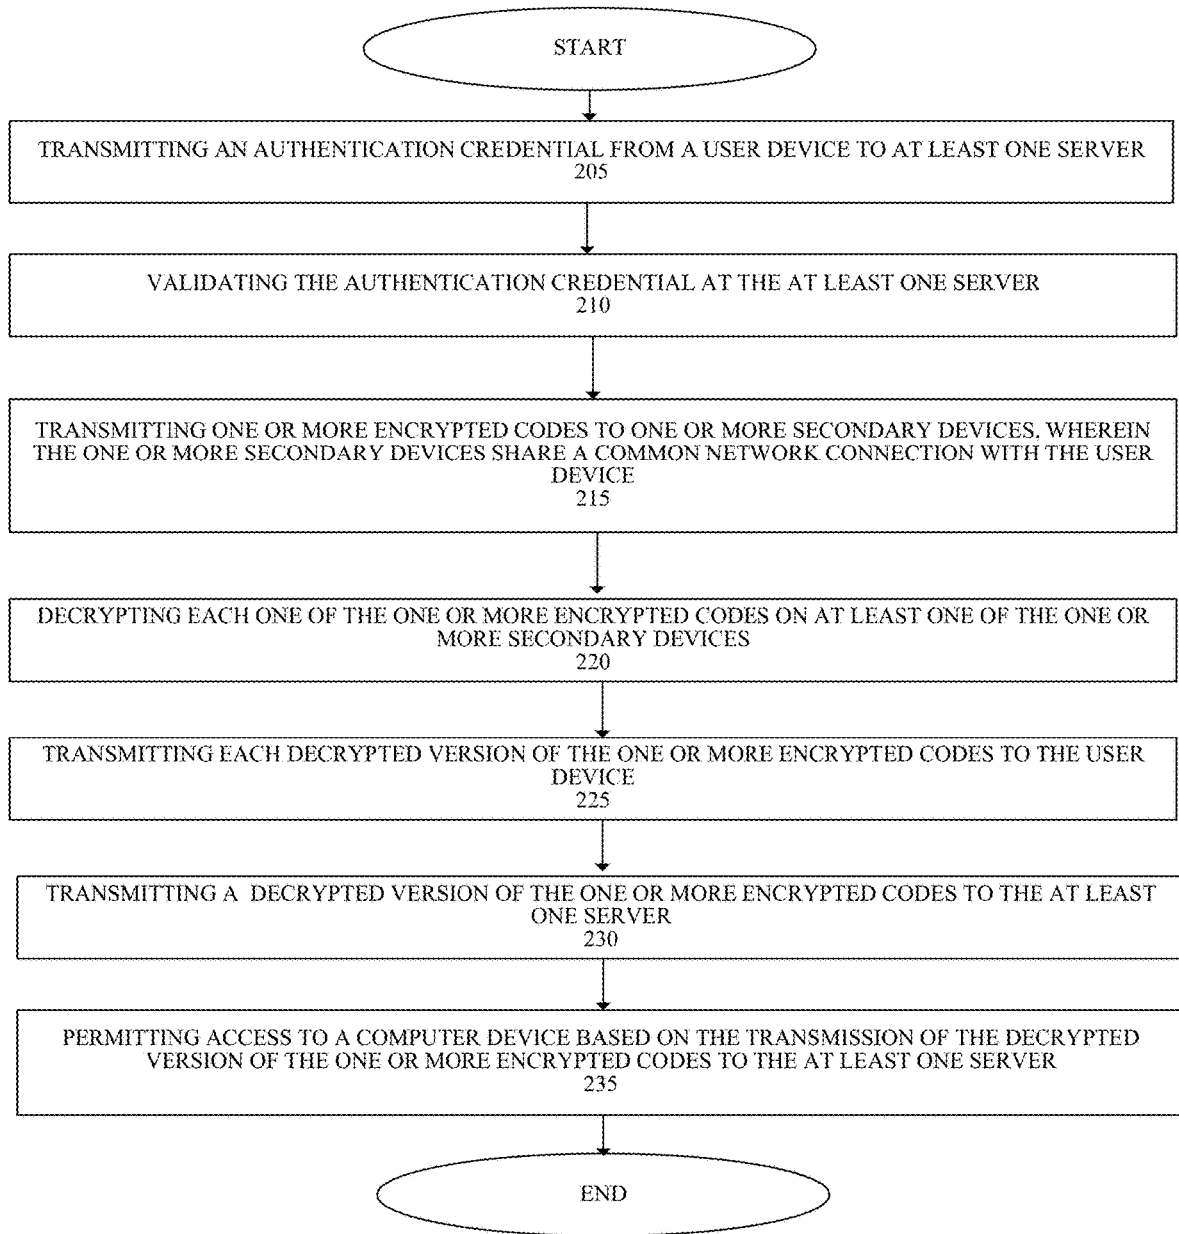 START
TRANSMITTING AN AUTHENTICATION CREDENTIAL FROM A USER DEVICE TO AT LEAST ONE SERVER
205
VALIDATING THE AUTHENTICATION CREDENTIAL AT THE AT LEAST ONE SERVER
210
TRANSMITTING ONE OR MORE ENCRYPTED CODES TO ONE OR MORE SECONDARY DEVICES, WHEREIN
THE ONE OR MORE SECONDARY DEVICES SHARE A COMMON NETWORK CONNECTION WITH THE USER
DEVICE
215
DECRYPTING EACH ONE OF THE ONE OR MORE ENCRYPTED CODES ON AT LEAST ONE OF THE ONE OR
MORE SECONDARY DEVICES
220
TRANSMITTING EACH DECRYPTED VERSION OF THE ONE OR MORE ENCRYPTED CODES TO THE USER
DEVICE
225
TRANSMITTING A DECRYPTED VERSION OF THE ONE OR MORE ENCRYPTED CODES TO THE AT LEAST
ONE SERVER
230
PERMITTING ACCESS TO A COMPUTER DEVICE BASED ON THE TRANSMISSION OF THE DECRYPTED
VERSION OF THE ONE OR MORE ENCRYPTED CODES TO THE AT LEAST ONE SERVER
235
END